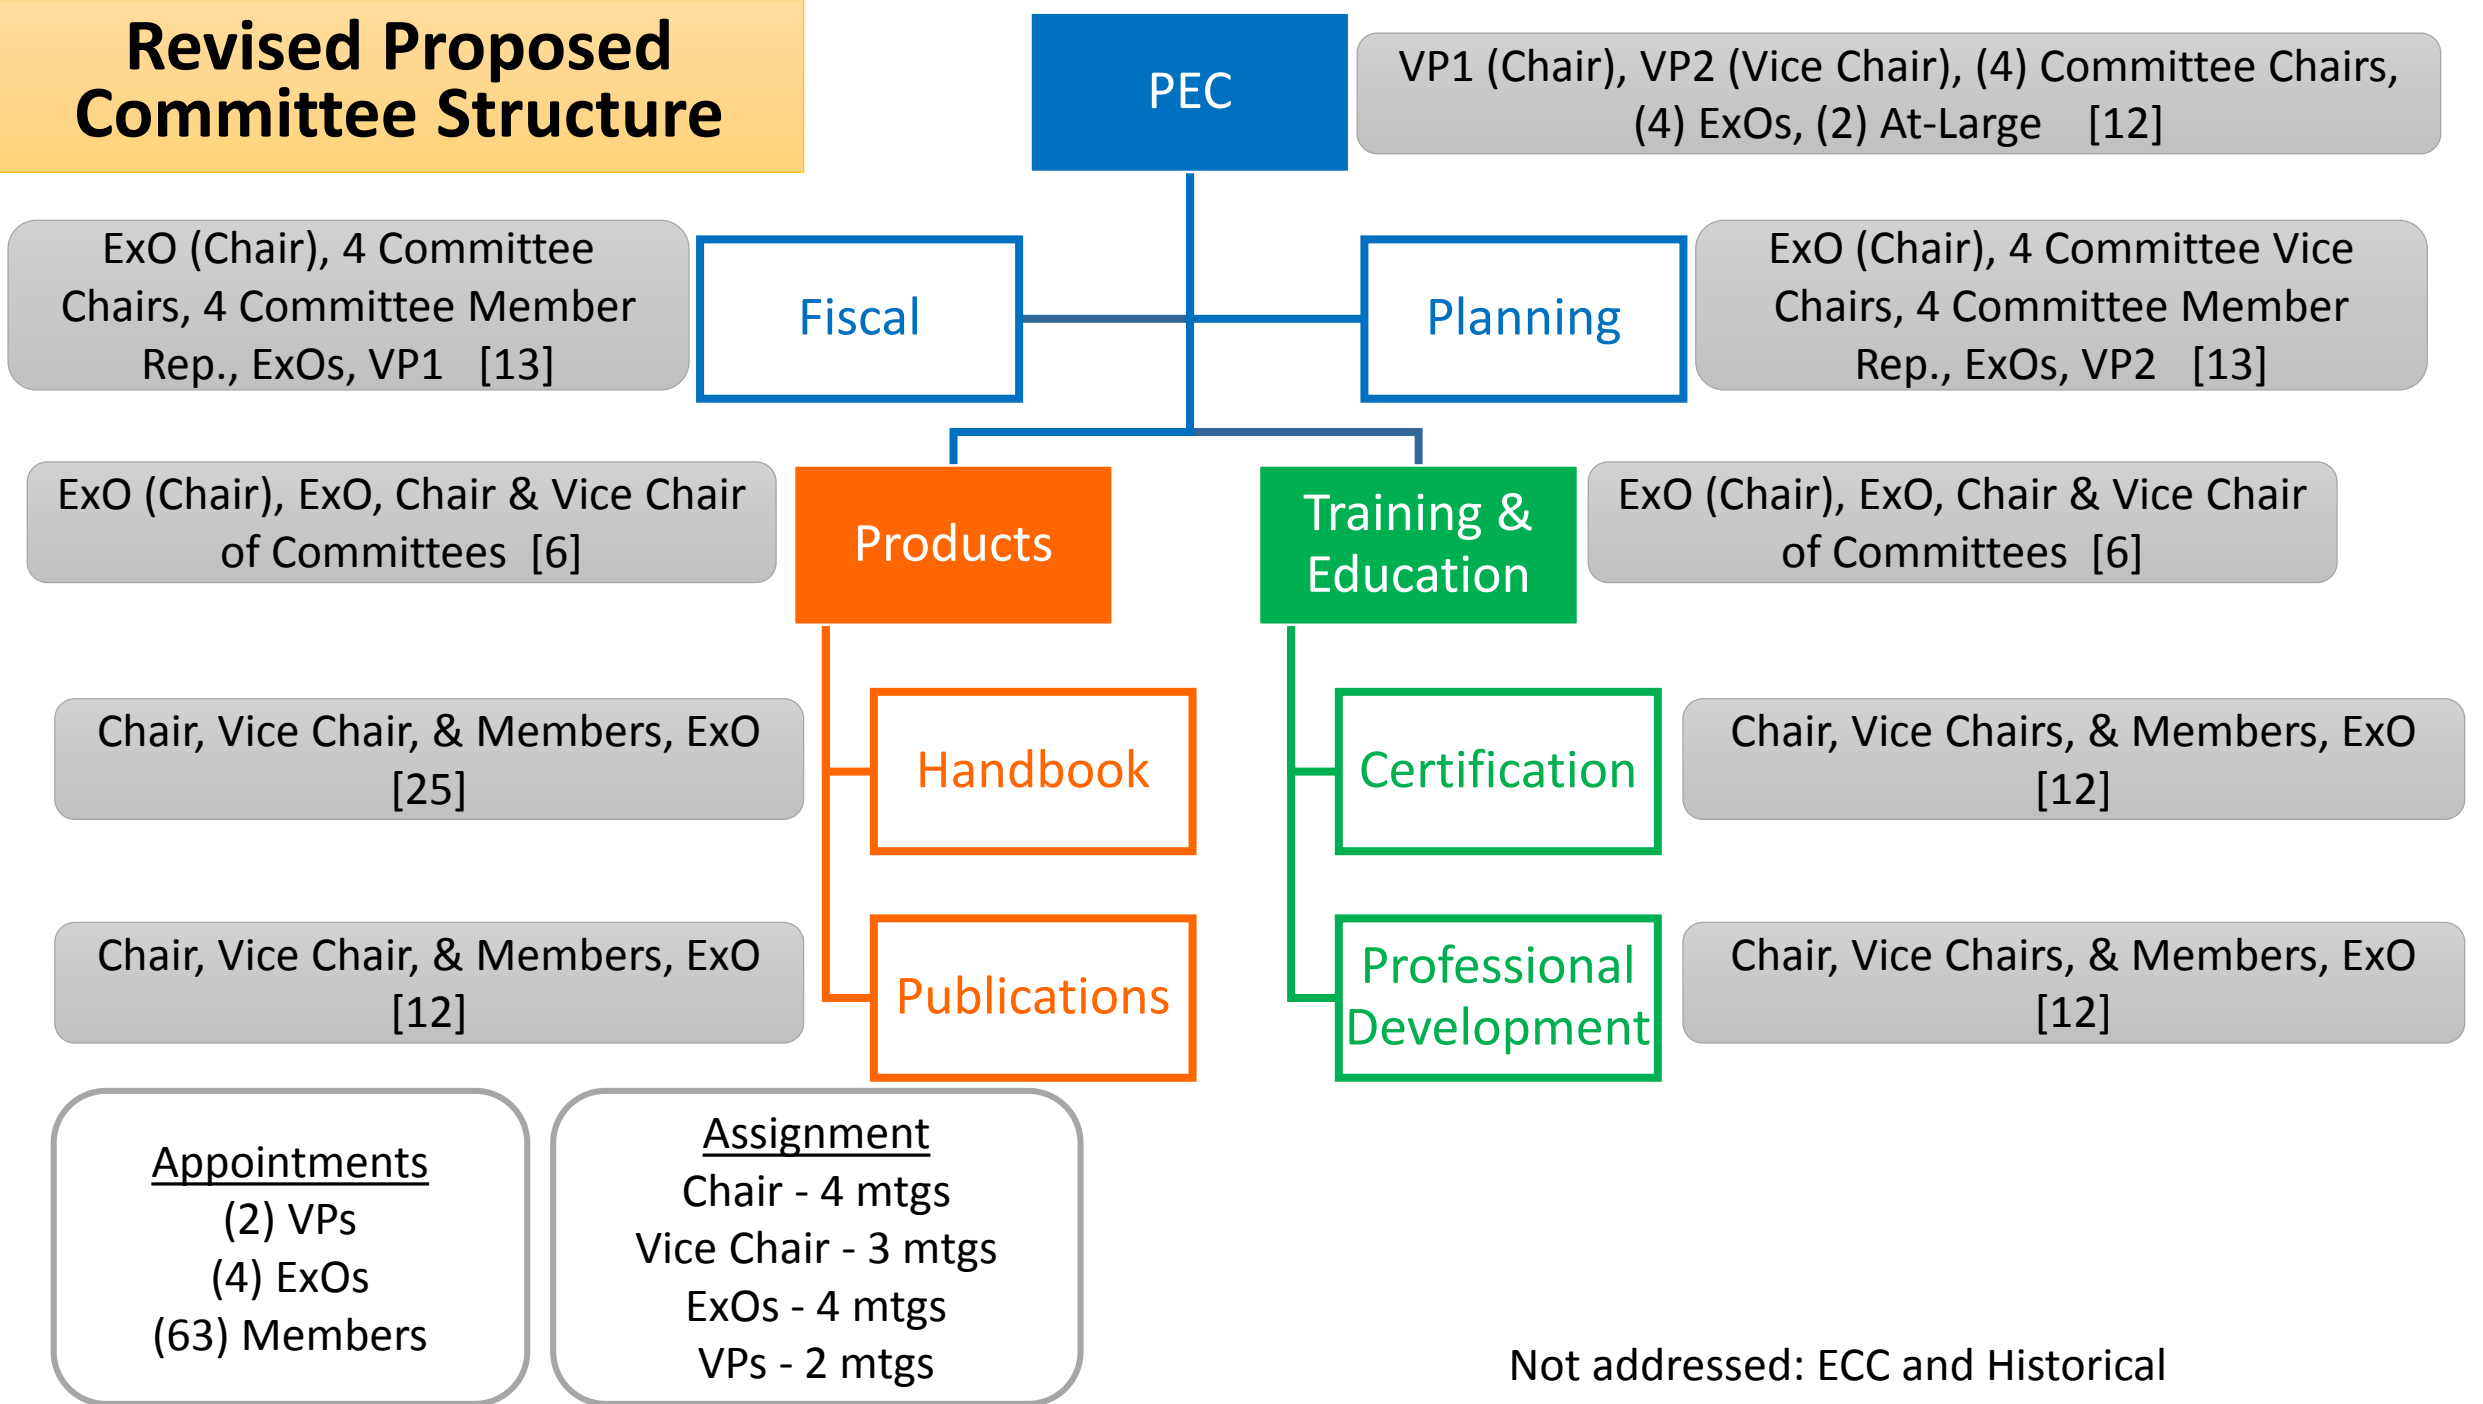 Revised Proposed
Committee Structure
PEC
VP1 (Chair), VP2 (Vice Chair), (4) Committee Chairs,
(4) ExOs, (2) At-Large [12]
ExO (Chair), 4 Committee
Chairs, 4 Committee Member
Rep., ExOs, VP1 [13]
Fiscal
Planning
ExO (Chair), 4 Committee Vice
Chairs, 4 Committee Member
Rep., ExOs, VP2 [13]
ExO (Chair), ExO, Chair & Vice Chair
of Committees [6]
Products
Training &
Education
ExO (Chair), ExO, Chair & Vice Chair
of Committees [6]
Chair, Vice Chair, & Members, ExO
[25]
Handbook
Certification
Chair, Vice Chairs, & Members, ExO
[12]
Chair, Vice Chair, & Members, ExO
[12]
Publications
Professional
Development
Chair, Vice Chairs, & Members, ExO
[12]
Appointments
(2) VPs
(4) ExOs
(63) Members
Assignment
Chair - 4 mtgs
Vice Chair - 3 mtgs
ExOs - 4 mtgs
VPs - 2 mtgs
Not addressed: ECC and Historical